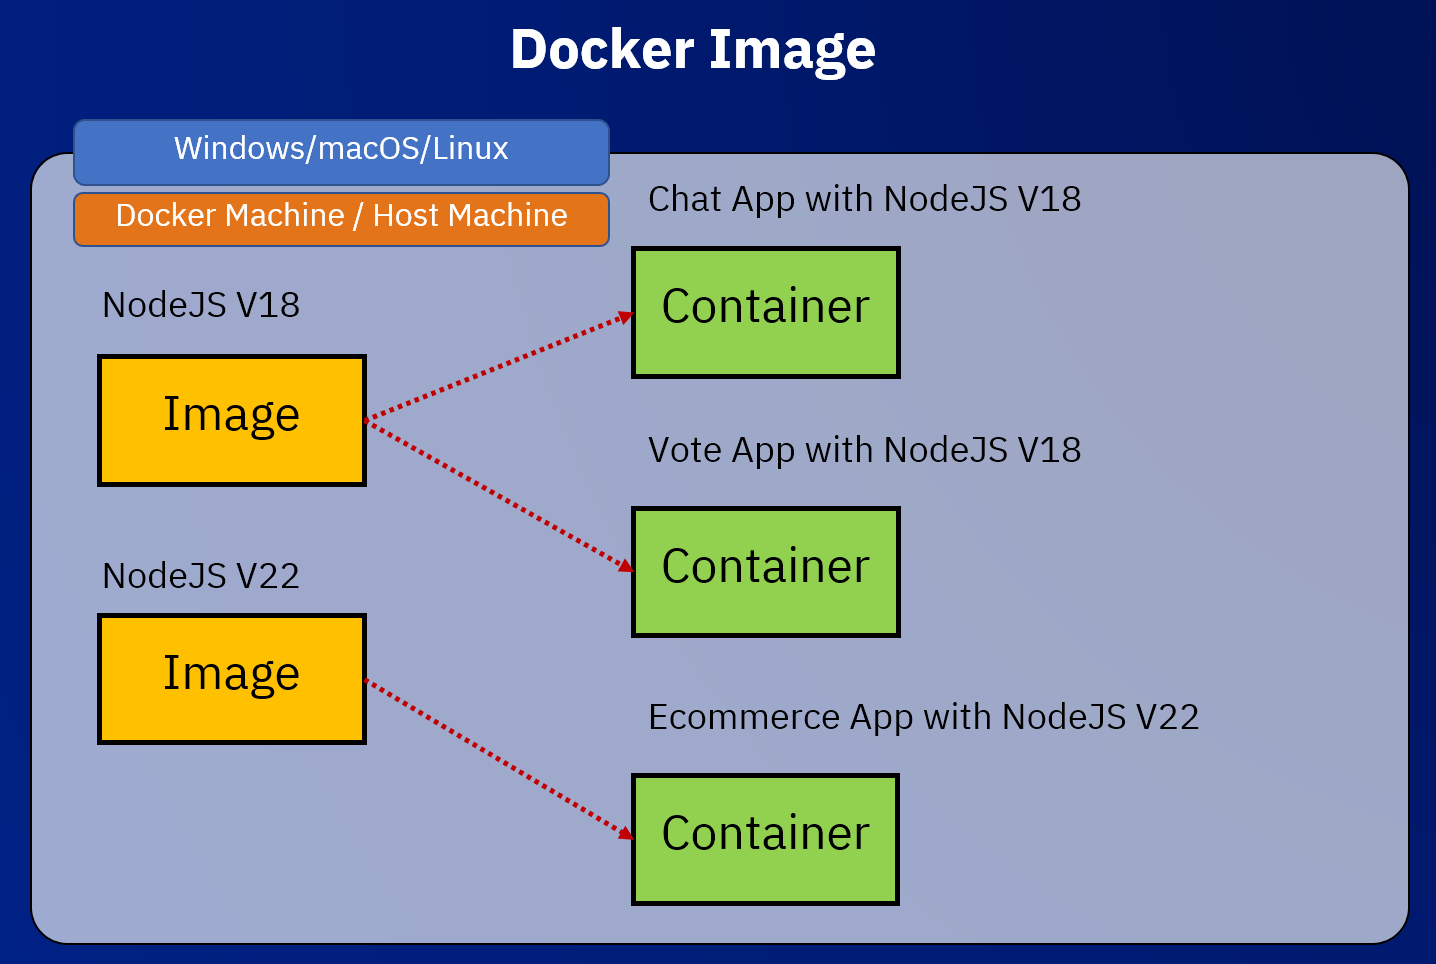 Docker Image
Windows/macOS/Linux
Docker Machine / Host Machine
Chat App with NodeJS V18
Container
NodeJS V18
Image
Vote App with NodeJS V18
Container
NodeJS V22
Image
Ecommerce App with NodeJS V22
Container